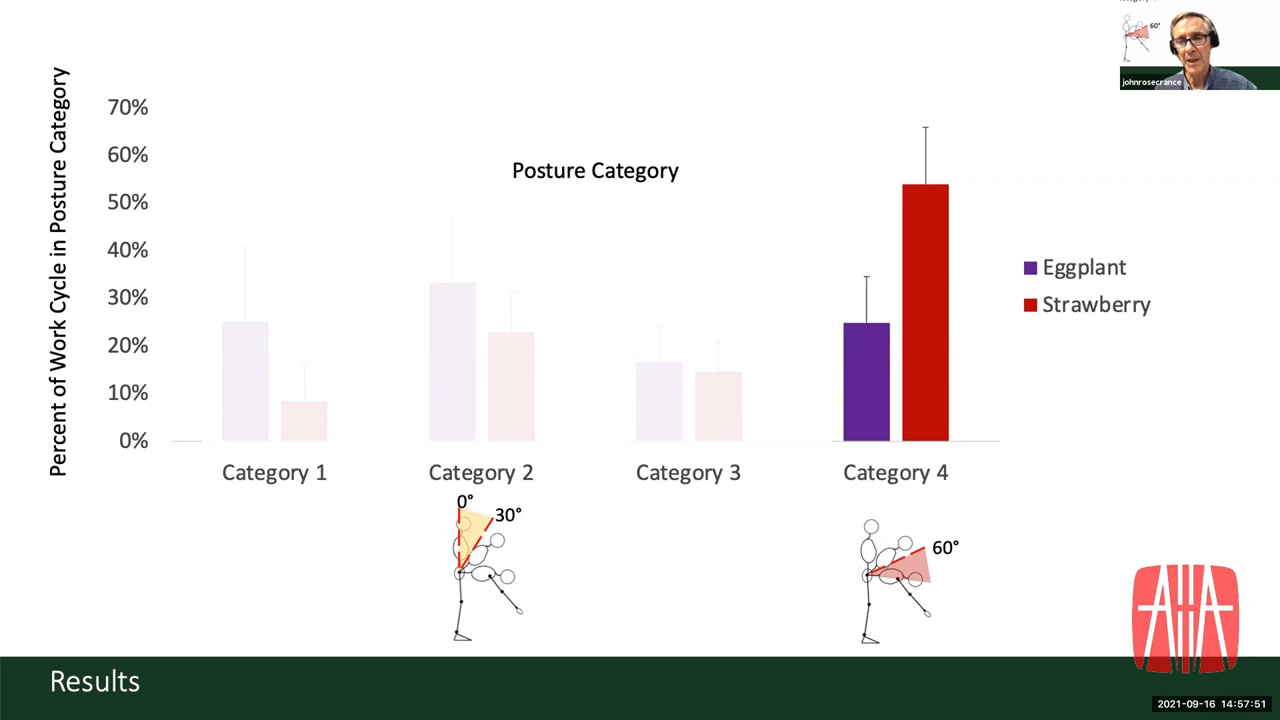 Percent of Work Cycle in Posture Category
70%
60%
50%
40%
30%
20%
10%
0%
Posture Category
Eggplant
Strawberry
Category 1
Category 2
Category 3
Category 4
0°
30°
60°
60°
johnrosecrance
AHA
Results
2021-09-16 14:57:51